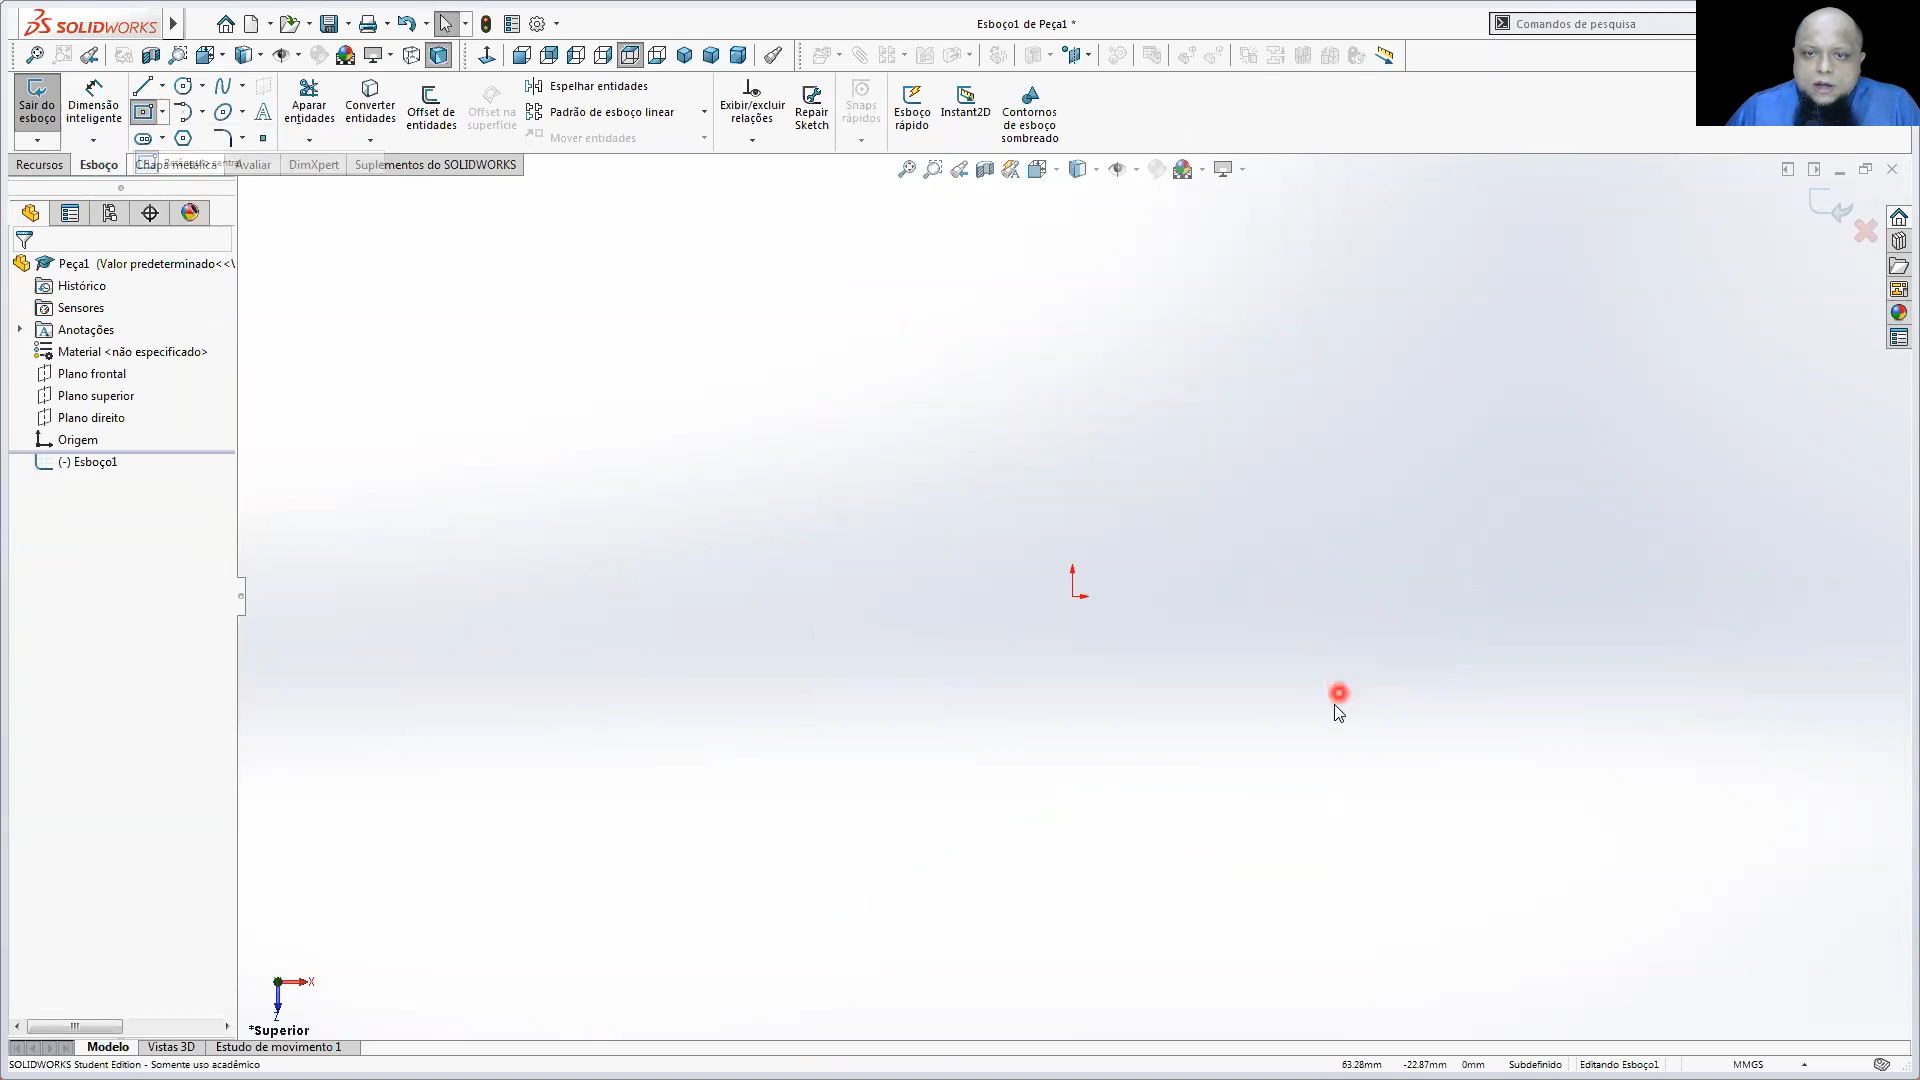 SOLIDWORKS
Esboço1 de Peça1 *
Comandos de pesquisa
Sair do esboço
Dimensão inteligente
Aparar entidades
Converter entidades
Offset de entidades
Offset na superfície
Espelhar entidades
Padrão de esboço linear
Mover entidades
Exibir/excluir relações
Repair Sketch
Snaps rápidos
Esboço rápido
Instant2D
Contornos de esboço sombreado
Recursos
Esboço
Chapa metálica
Avaliar
DimXpert
Suplementos do SOLIDWORKS
Peça1 (Valor predeterminado<<\
Histórico
Sensores
Anotações
Material <não especificado>
Plano frontal
Plano superior
Plano direito
Origem
(-) Esboço1
X
Z
*Superior
Modelo
Vistas 3D
Estudo de movimento 1
SOLIDWORKS Student Edition - Somente uso acadêmico
63.28mm
-22.87mm
0mm
Subdefinido
Editando Esboço1
MMGS